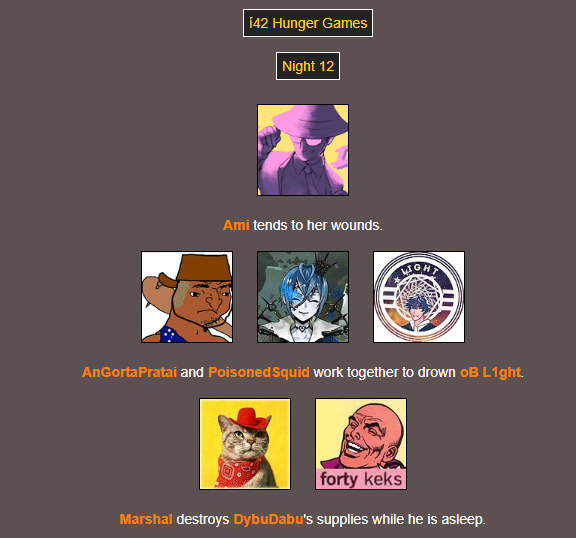 í42 Hunger Games
Night 12
Ami tends to her wounds.
LIGHT
AnGortaPratai and PoisonedSquid work together to drown oB L1ght.
forty keks
Marshal destroys DybuDabu's supplies while he is asleep.